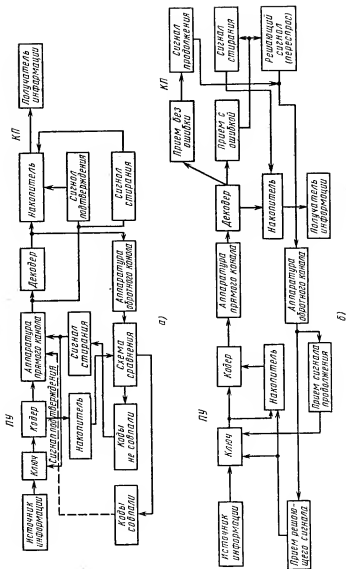 ПУ
КП
Источник
информации
Ключ
Кодер
Аппаратура
прямого канала
Декодер
Накопитель
Получатель
информации
Сигнал подтверждения
Накопитель
Сигнал
стирания
Сигнал
подтверждения
Сигнал
стирания
Аппаратура
обратного канала
Схема
сравнения
Коды
не совпали
Коды
совпали
а)
ПУ
КП
Источник
информации
Ключ
Кодер
Аппаратура
прямого канала
Декодер
Прием без
ошибки
Сигнал
продолжения
Прием с
ошибкой
Сигнал
стирания
Решающий
сигнал
(переспрос)
Накопитель
Накопитель
Получатель
информации
Аппаратура
обратного канала
Прием сигнала
продолжения
Прием решаю-
щего сигнала
б)